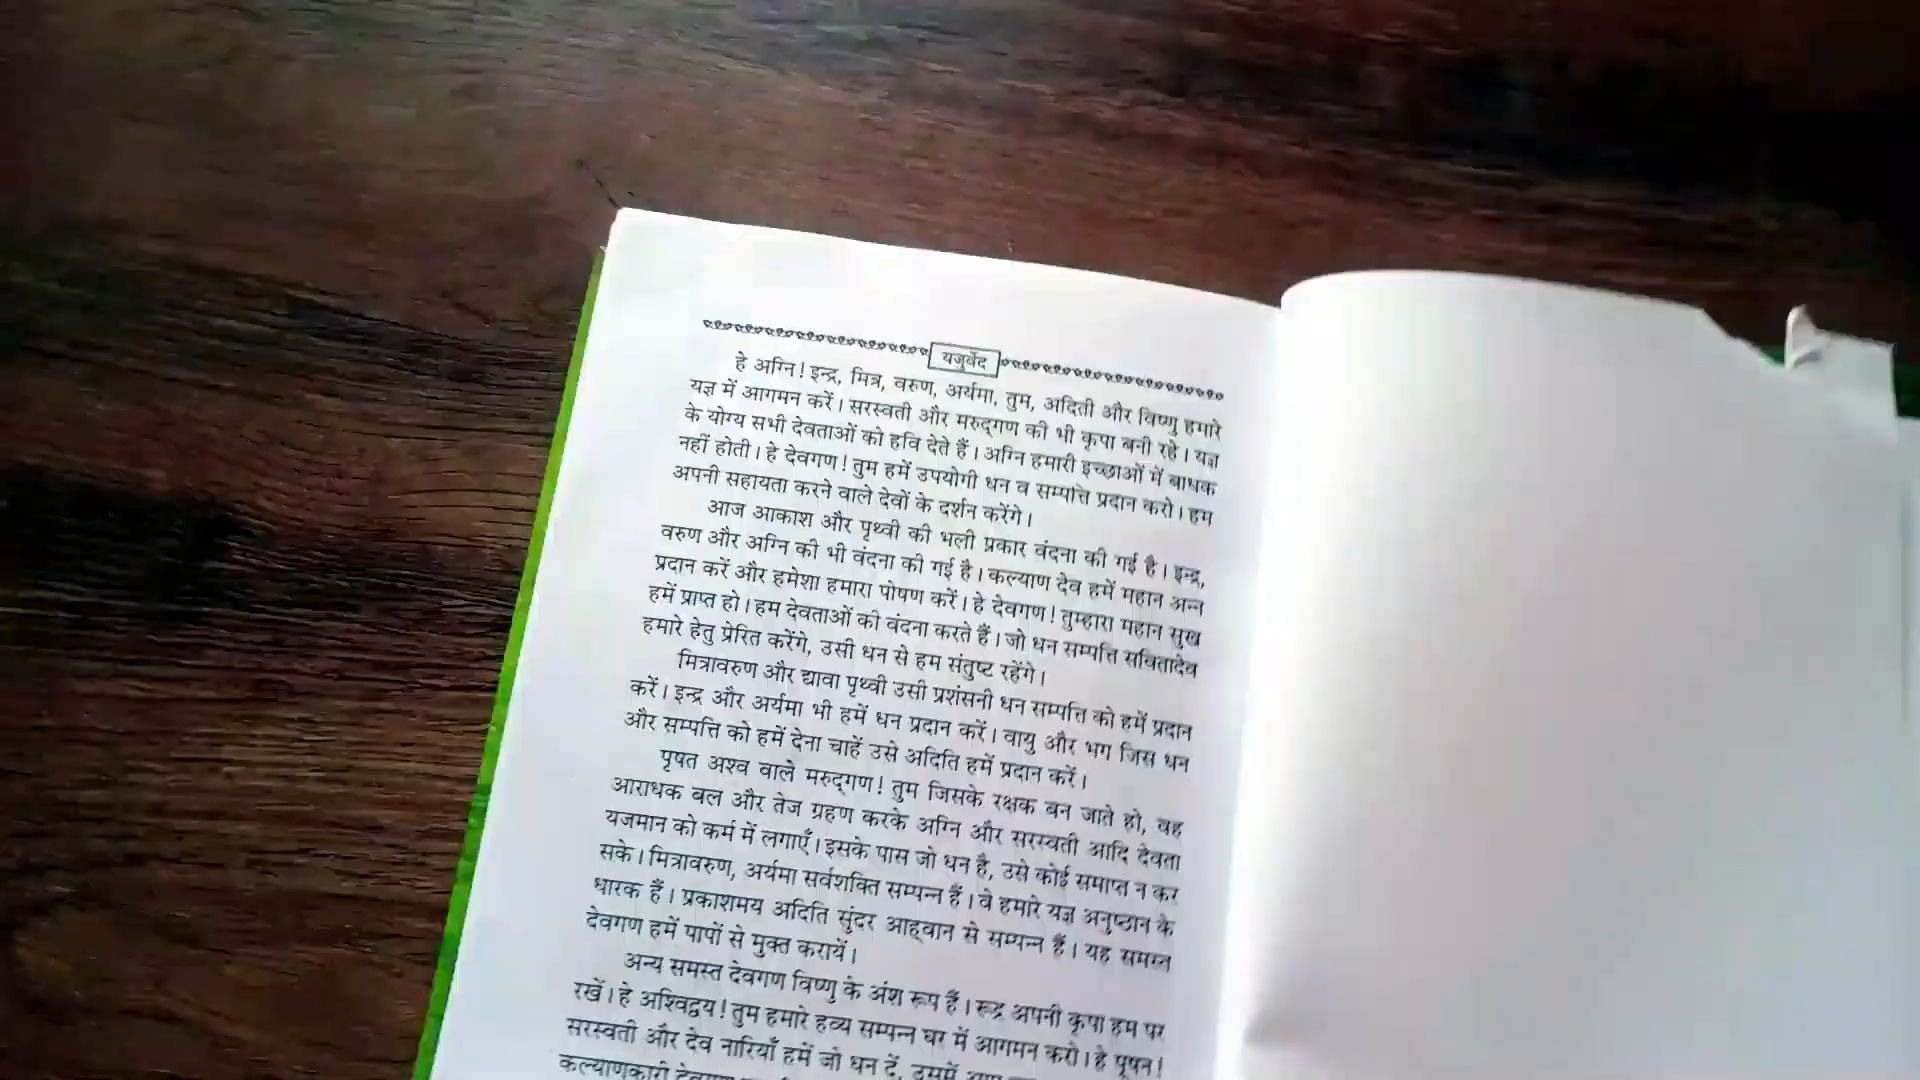 यजुर्वेद
हे अग्नि! इन्द्र, मित्र, वरुण, अर्यमा, तुम, अदिती और विष्णु हमारे
यज्ञ में आगमन करें। सरस्वती और मरुद्गण की भी कृपा बनी रहे। यज्ञ
के योग्य सभी देवताओं को हवि देते हैं। अग्नि हमारी इच्छाओं में बाधक
नहीं होती। हे देवगण! तुम हमें उपयोगी धन व सम्पत्ति प्रदान करो। हम
अपनी सहायता करने वाले देवों के दर्शन करेंगे।
आज आकाश और पृथ्वी की भली प्रकार वंदना की गई है। इन्द्र,
वरुण और अग्नि की भी वंदना की गई है। कल्याण देव हमें महान अन्न
प्रदान करें और हमेशा हमारा पोषण करें। हे देवगण! तुम्हारा महान सुख
हमें प्राप्त हो। हम देवताओं की वंदना करते हैं। जो धन सम्पत्ति सवितादेव
हमारे हेतु प्रेरित करेंगे, उसी धन से हम संतुष्ट रहेंगे।
मित्रावरुण और द्यावा पृथ्वी उसी प्रशंसनी धन सम्पत्ति को हमें प्रदान
करें। इन्द्र और अर्यमा भी हमें धन प्रदान करें। वायु और भग जिस धन
और सम्पत्ति को हमें देना चाहें उसे अदिति हमें प्रदान करें।
पृषत अश्व वाले मरुद्गण! तुम जिसके रक्षक बन जाते हो, वह
आराधक बल और तेज ग्रहण करके अग्नि और सरस्वती आदि देवता
यजमान को कर्म में लगाएँ। इसके पास जो धन है, उसे कोई समाप्त न कर
सके। मित्रावरुण, अर्यमा सर्वशक्ति सम्पन्न हैं। वे हमारे यज्ञ अनुष्ठान के
धारक हैं। प्रकाशमय अदिति सुंदर आह्वान से सम्पन्न हैं। यह समस्त
देवगण हमें पापों से मुक्त करायें।
अन्य समस्त देवगण विष्णु के अंश रूप हैं। रूद्र अपनी कृपा हम पर
रखें। हे अश्विद्वय! तुम हमारे हव्य सम्पन्न घर में आगमन करो। हे पूषन!
सरस्वती और देव नारियाँ हमें जो धन दें, उसमें
कल्याणकारी देवगण